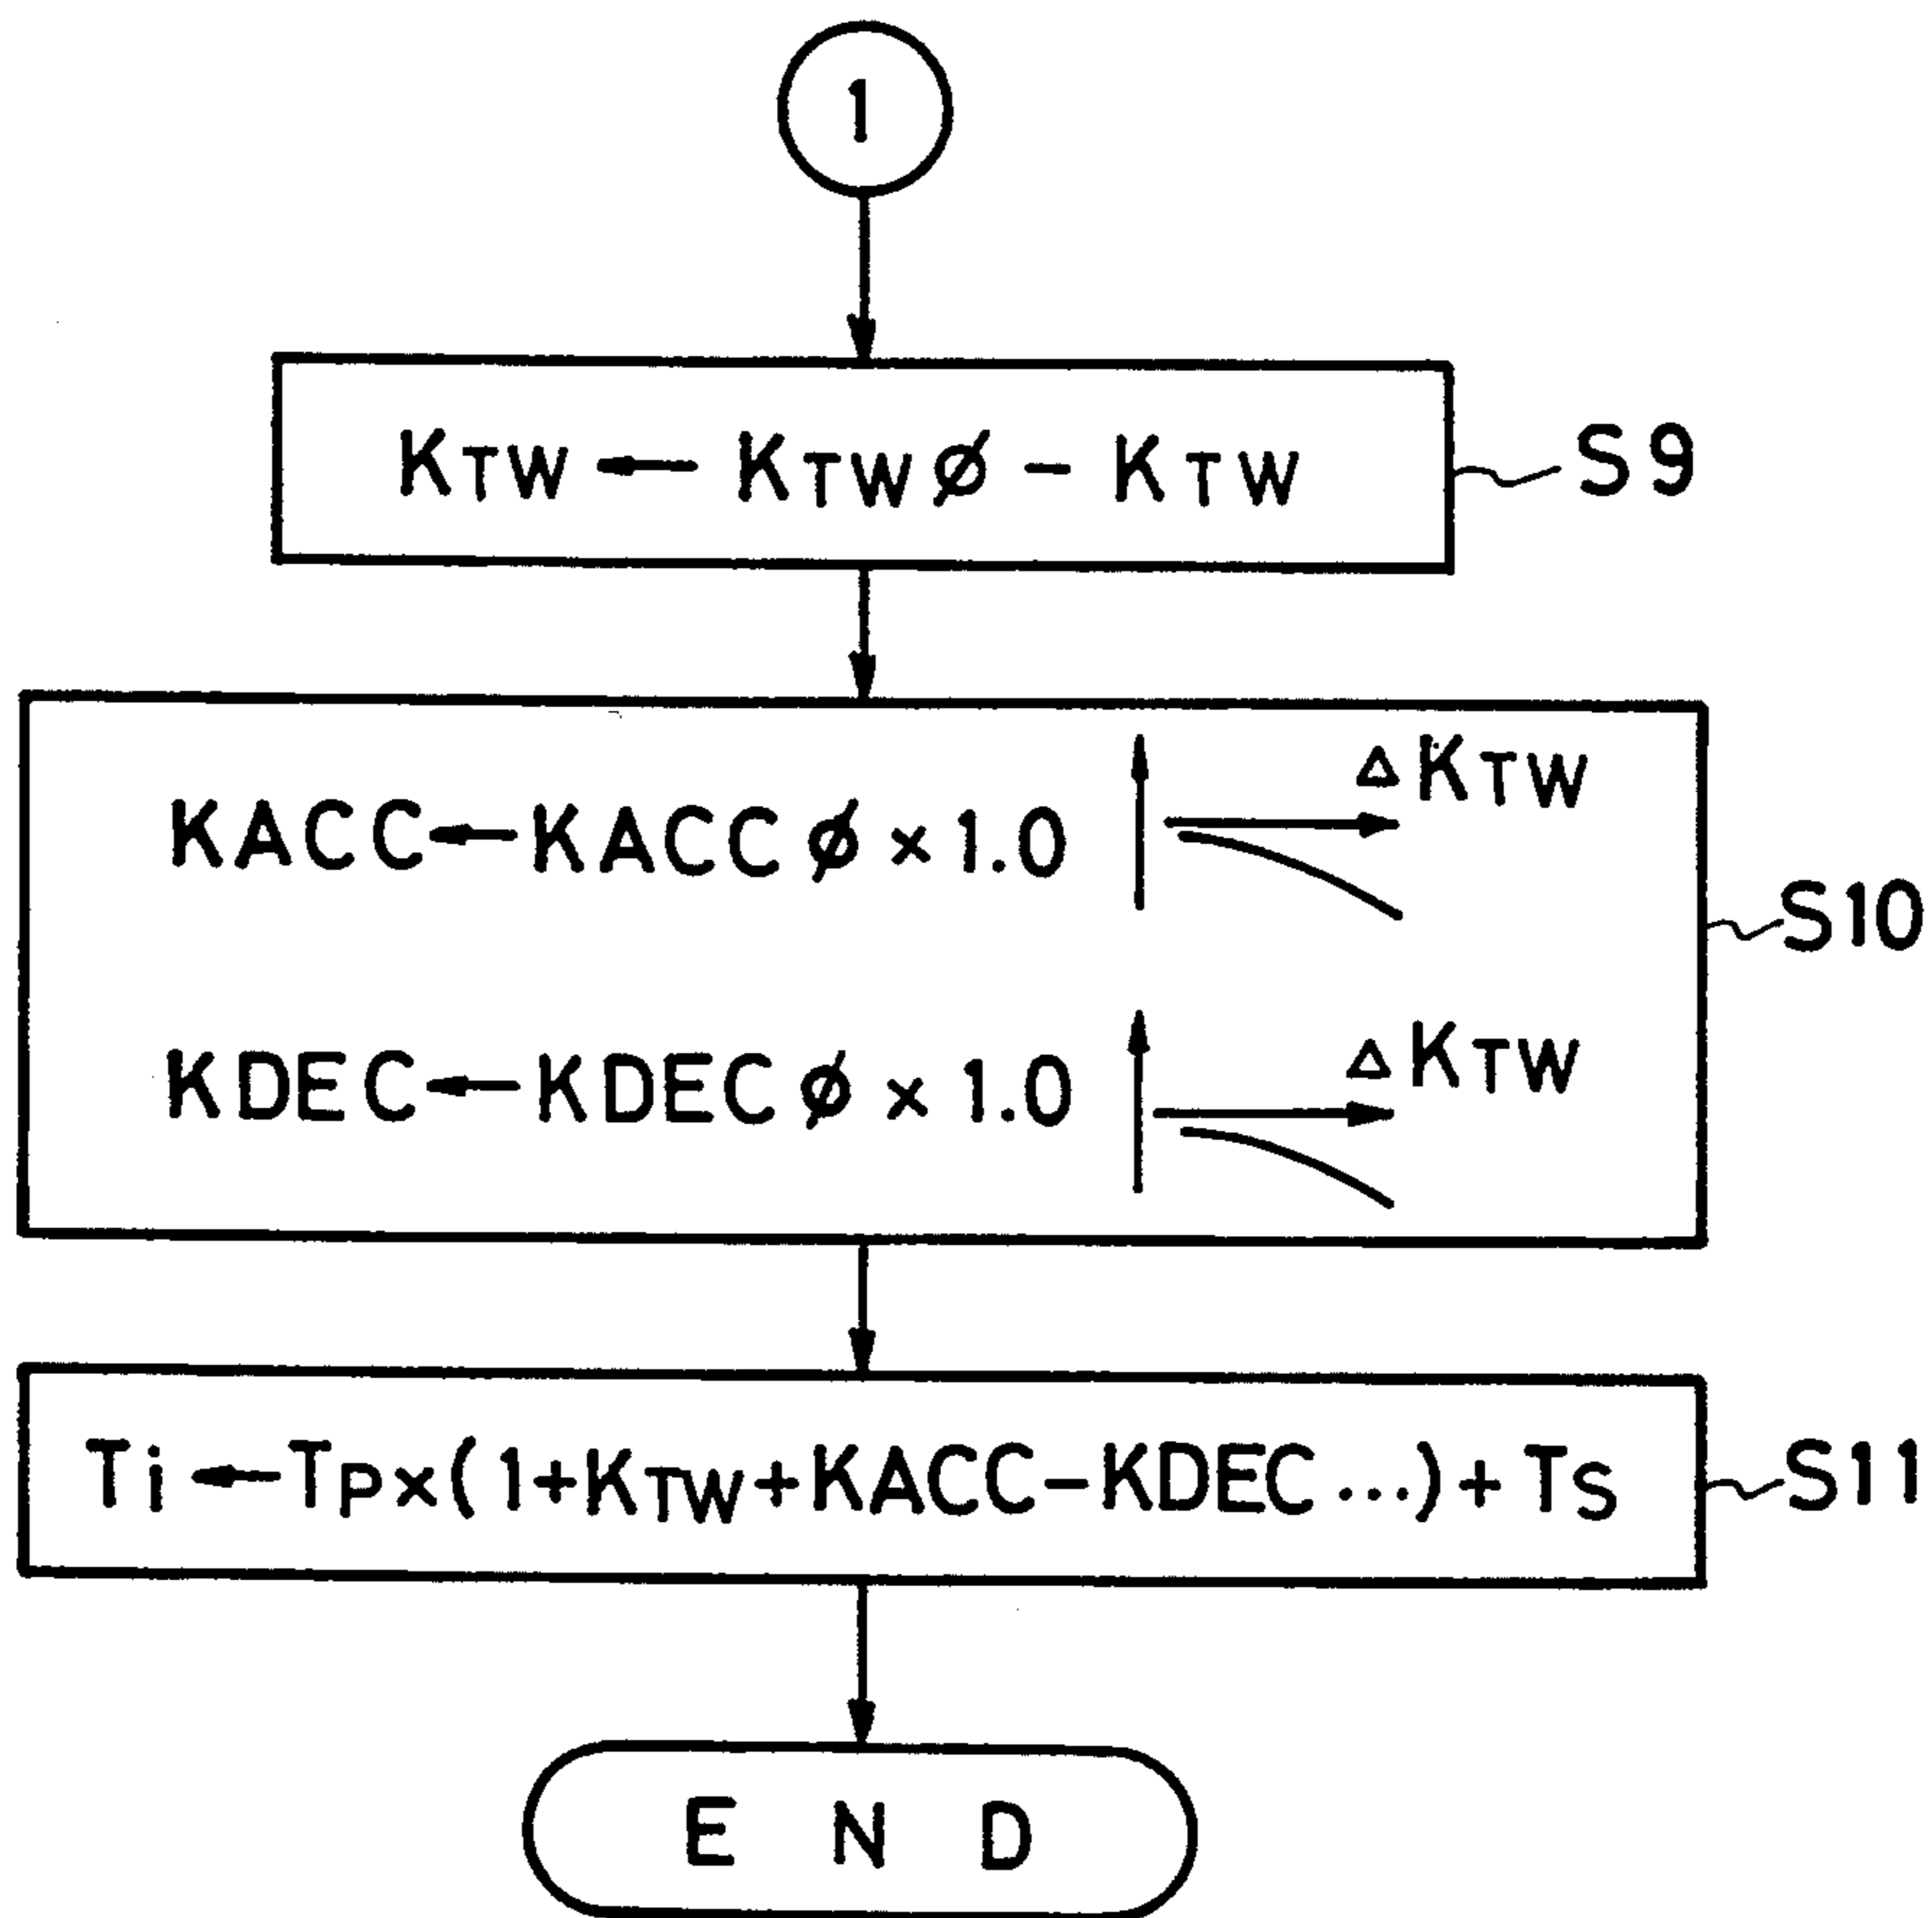 1
KTW ← KTWø - KTW
S9
KACC ← KACCø × 1.0
ΔKTW
S10
KDEC ← KDECø × 1.0
ΔKTW
Ti ← TP×(1+KTW+KACC-KDEC...)+TS
S11
END